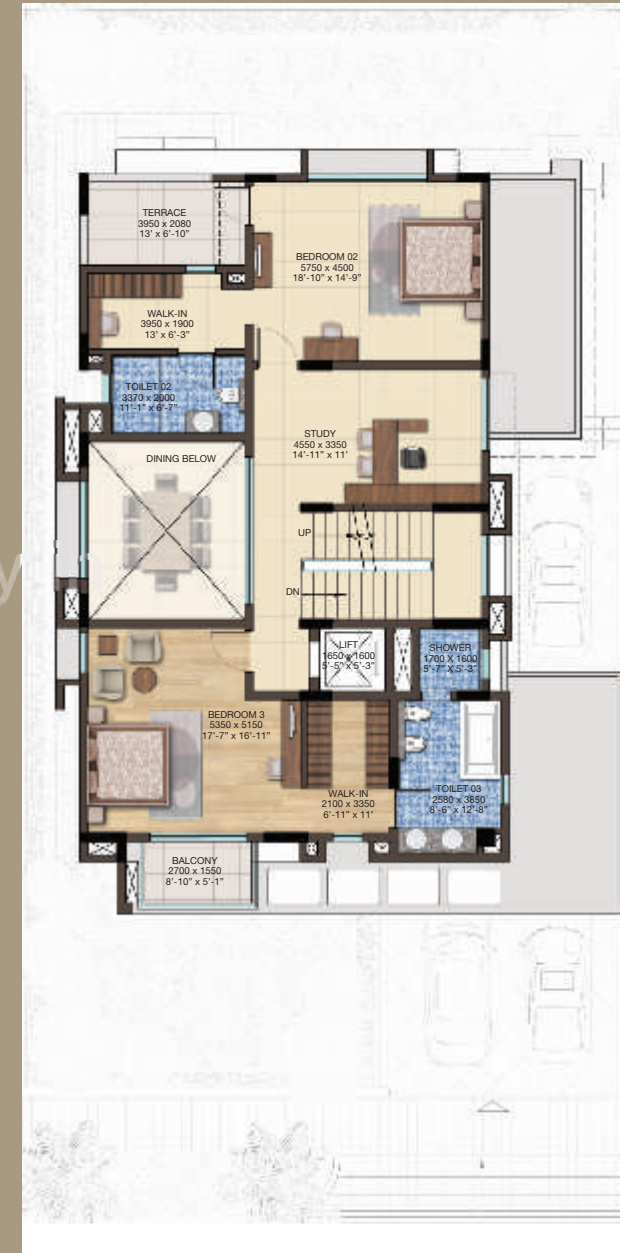 TERRACE
3950 x 2080
13' x 6'-10"
BEDROOM 02
5750 x 4500
18'-10" x 14'-9"
WALK-IN
3950 x 1900
13' x 6'-3"
TOILET 02
3370 x 2000
11'-1" x 6'-7"
STUDY
4550 x 3350
14'-11" x 11'
DINING BELOW
UP
DN
LIFT
1650 x 1600
5'-5" x 5'-3"
SHOWER
1700 X 1600
5'-7" X 5'-3"
BEDROOM 3
5350 x 5150
17'-7" x 16'-11"
WALK-IN
2100 x 3350
6'-11" x 11'
TOILET 03
2580 x 3850
8'-6" x 12'-8"
BALCONY
2700 x 1550
8'-10" x 5'-1"